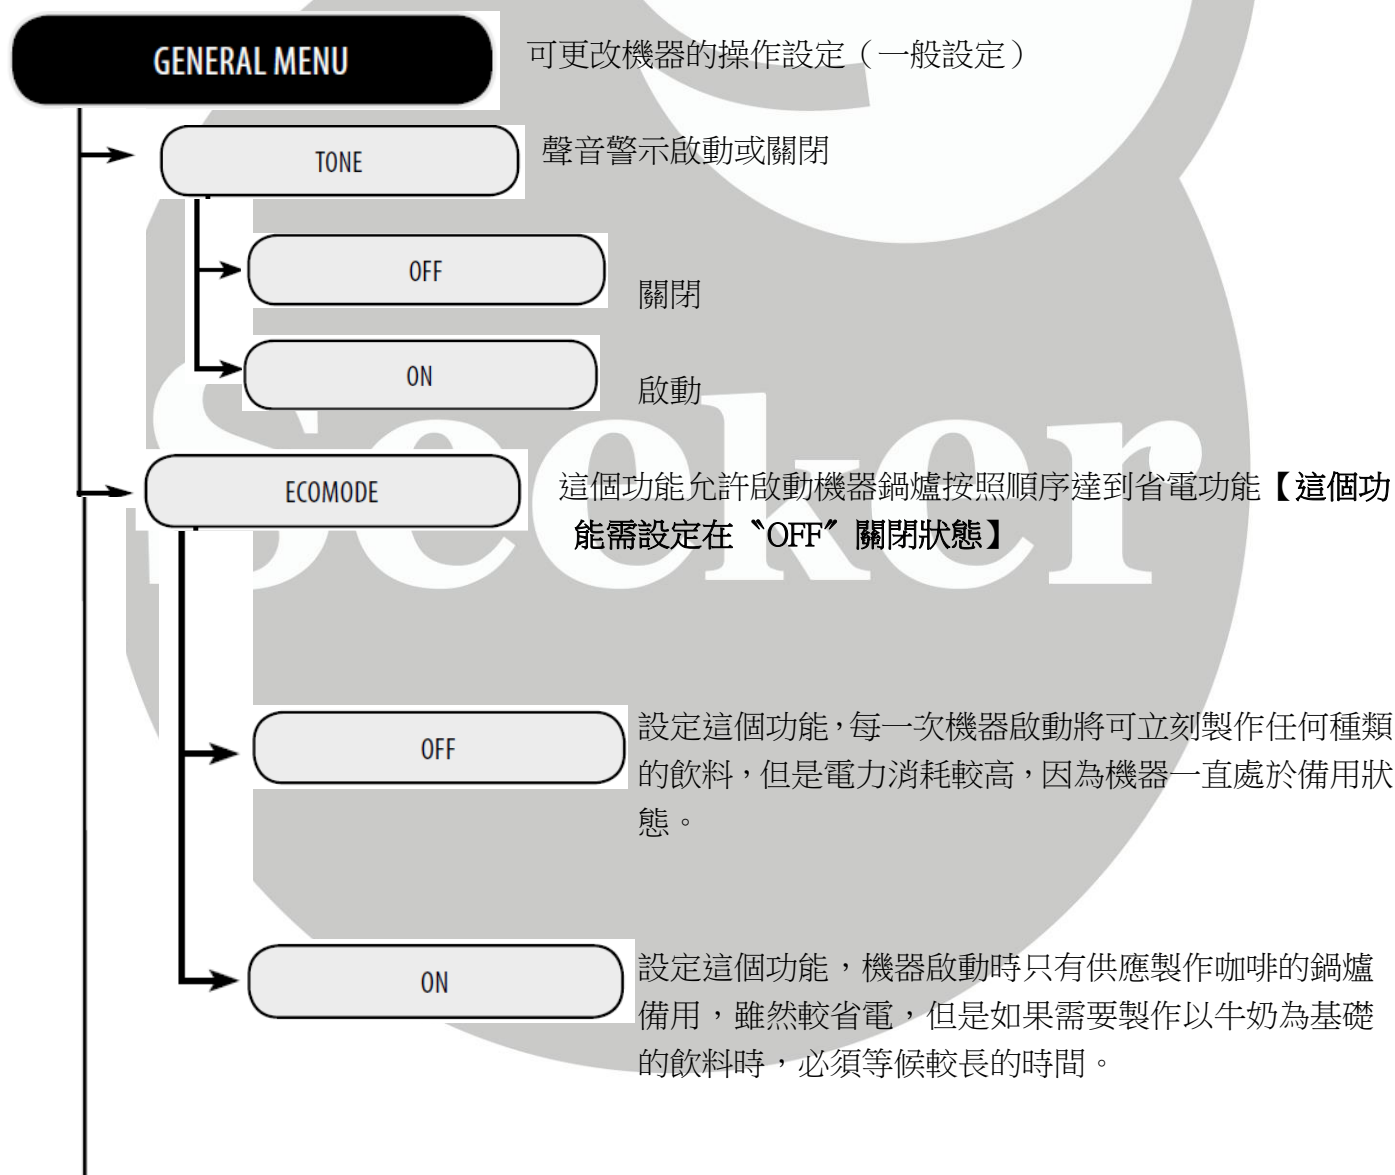 GENERAL MENU 可更改機器的操作設定（一般設定）
TONE 聲音警示啟動或關閉
OFF
關閉
ON
啟動
Seeker
ECOMODE 這個功能允許啟動機器鍋爐按照順序達到省電功能【這個功
能需設定在〝OFF〞關閉狀態】
設定這個功能，每一次機器啟動將可立刻製作任何種類
OFF
的飲料，但是電力消耗較高，因為機器一直處於備用狀
態。
設定這個功能，機器啟動時只有供應製作咖啡的鍋爐
ON
備用，雖然較省電，但是如果需要製作以牛奶為基礎
的飲料時，必須等候較長的時間。